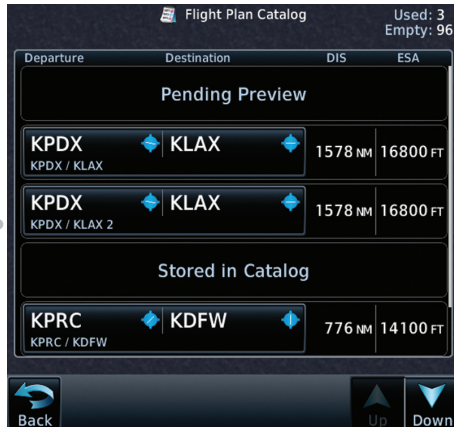 Flight Plan Catalog
Used: 3
Empty: 96
Departure Destination DIS ESA
Pending Preview
KPDX KLAX 1578 NM 16800 FT
KPDX / KLAX
KPDX KLAX 1578 NM 16800 FT
KPDX / KLAX 2
Stored in Catalog
KPRC KDFW 776 NM 14100 FT
KPRC / KDFW
Back Up Down